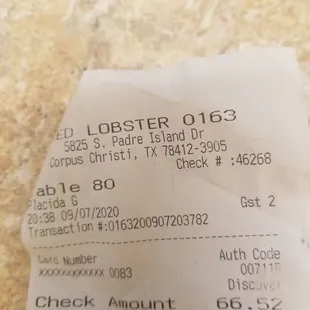 ED LOBSTER 0163
5825 S. Padre Island Dr
Corpus Christi, TX 78412-3905
Check # :46268
able 80
Placida G
Gst 2
20:38 09/07/2020
Transaction #:0163200907203782
Card Number
Auth Code
XXXXXXXXXXXX 0083
Discover
Check Amount 66.52